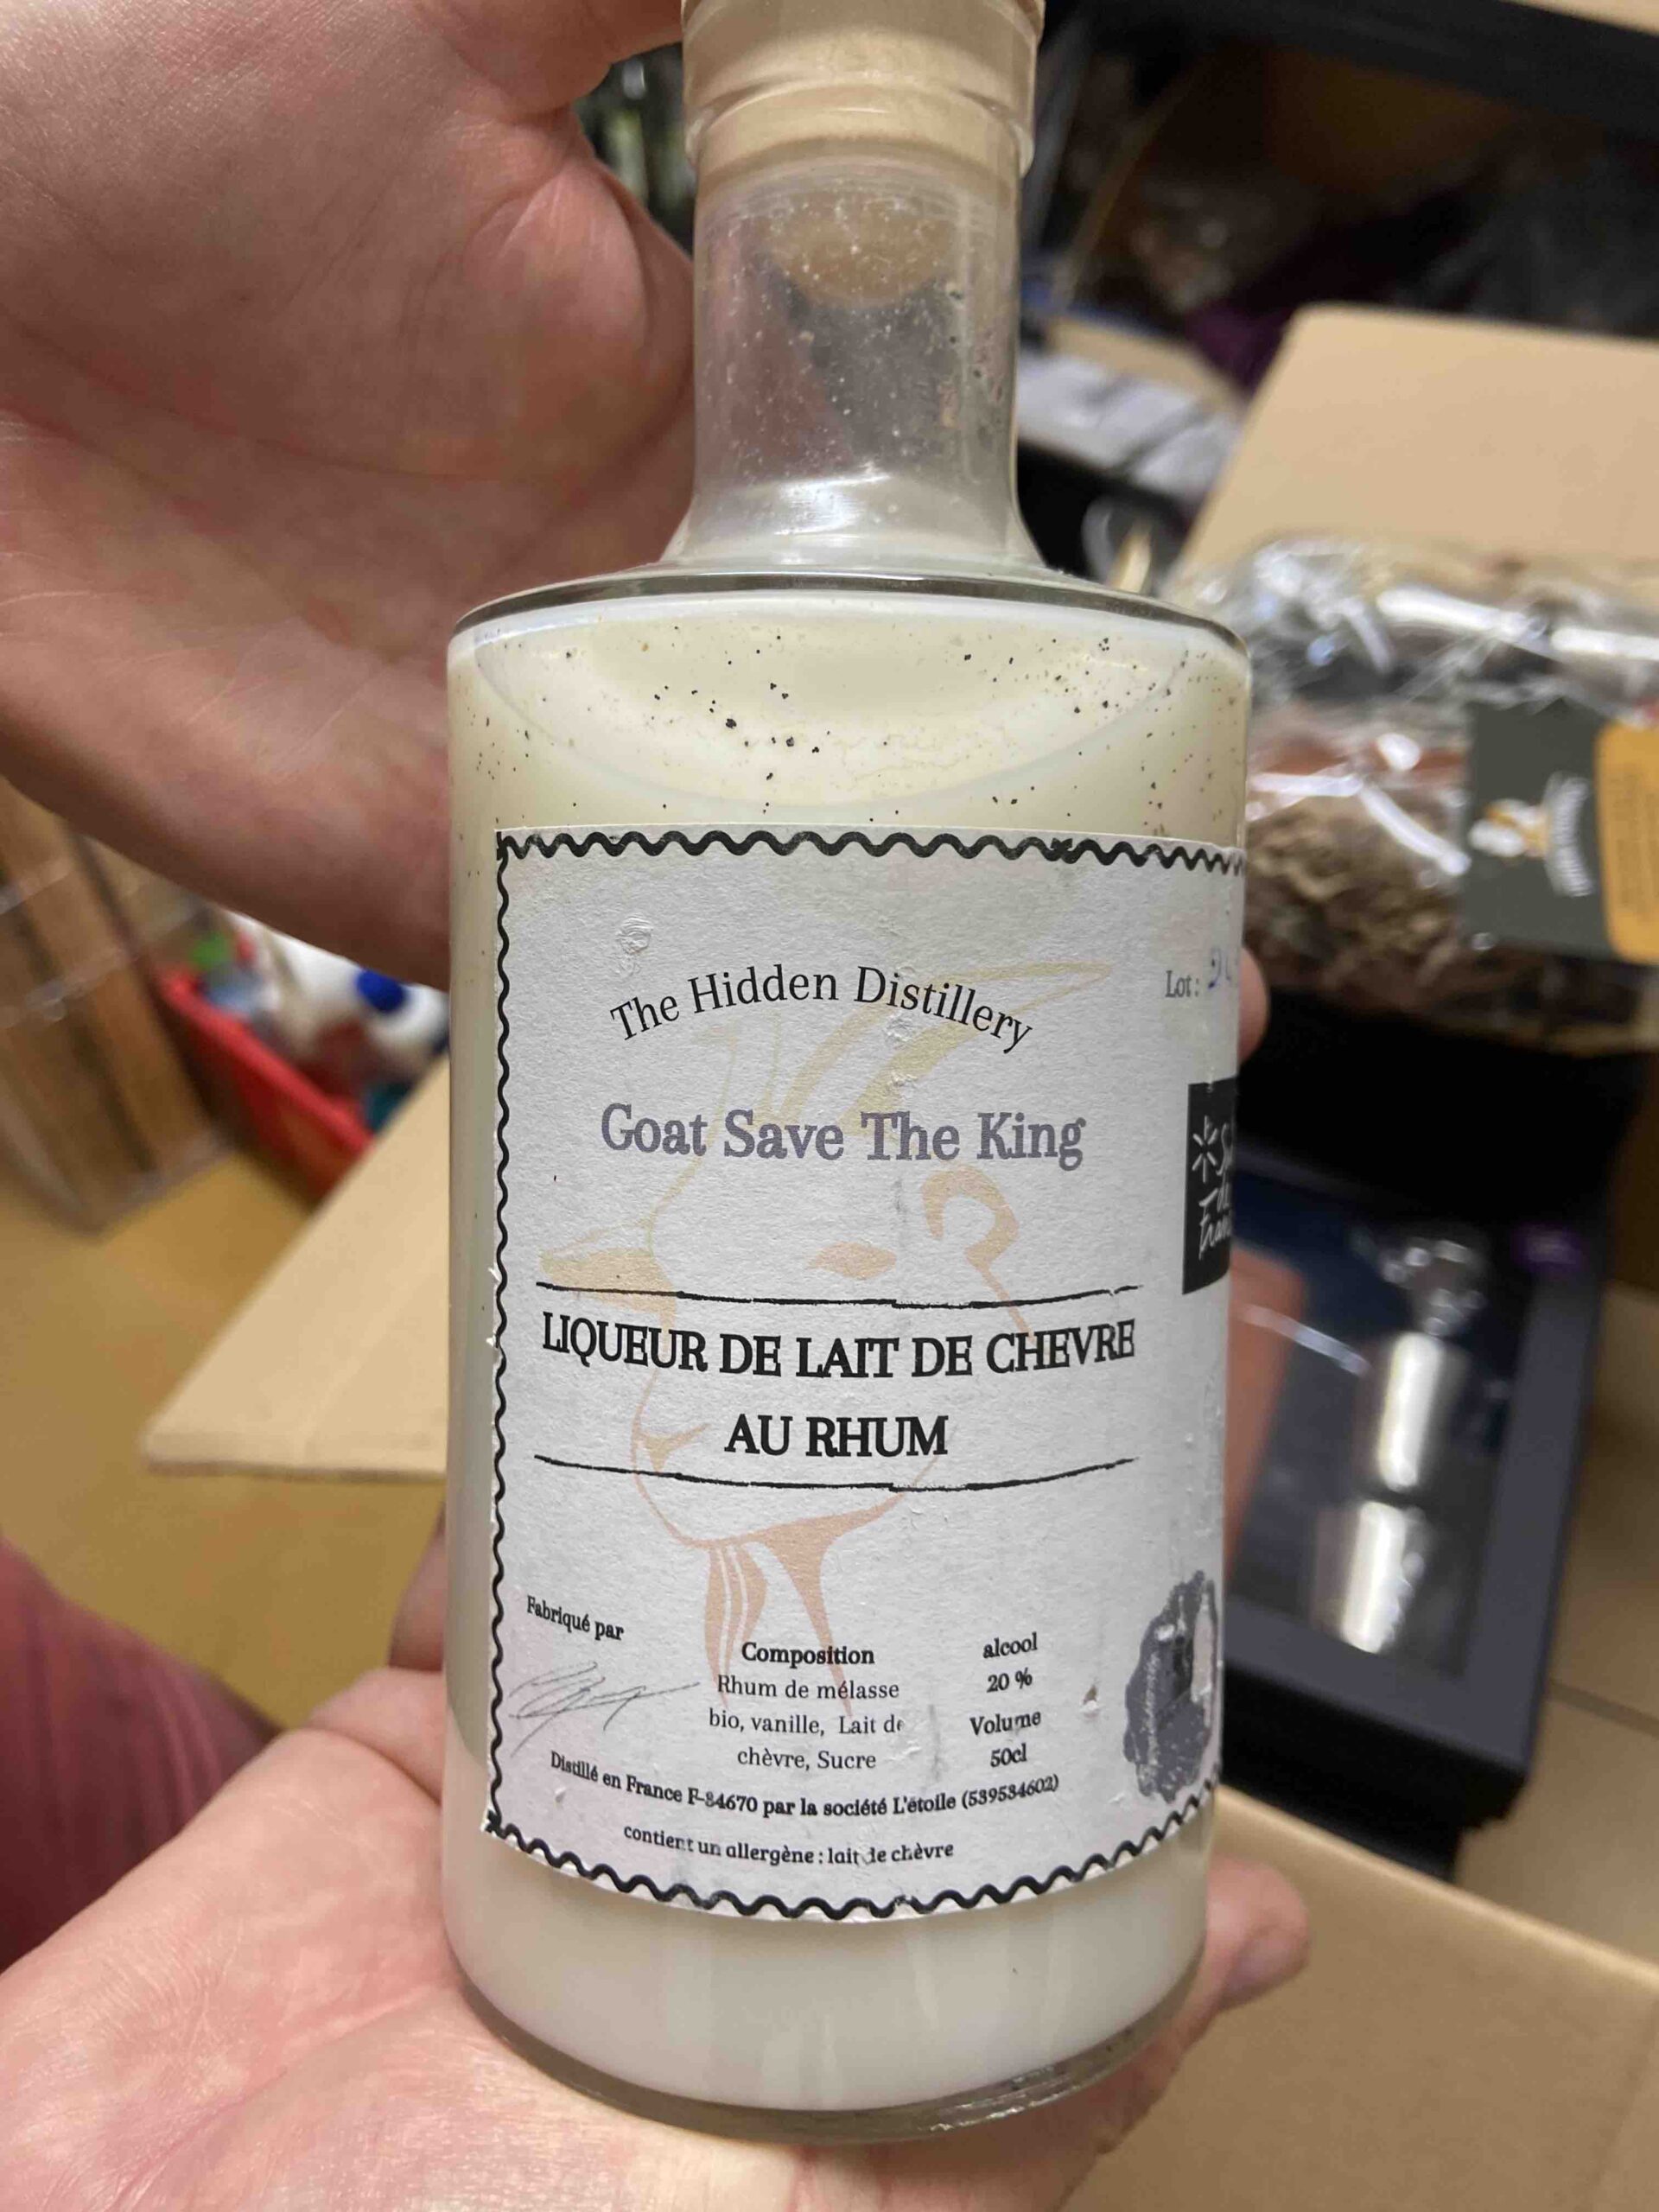 The Hidden Distillery
Lot :
Goat Save The King
LIQUEUR DE LAIT DE CHEVRE
AU RHUM
Fabriqué par
Composition
Rhum de mélasse
bio, vanille, Lait de
chèvre, Sucre
alcool
20 %
Volume
50cl
Distillé en France F-84670 par la société L'étoile (539534602)
contient un allergène : lait de chèvre